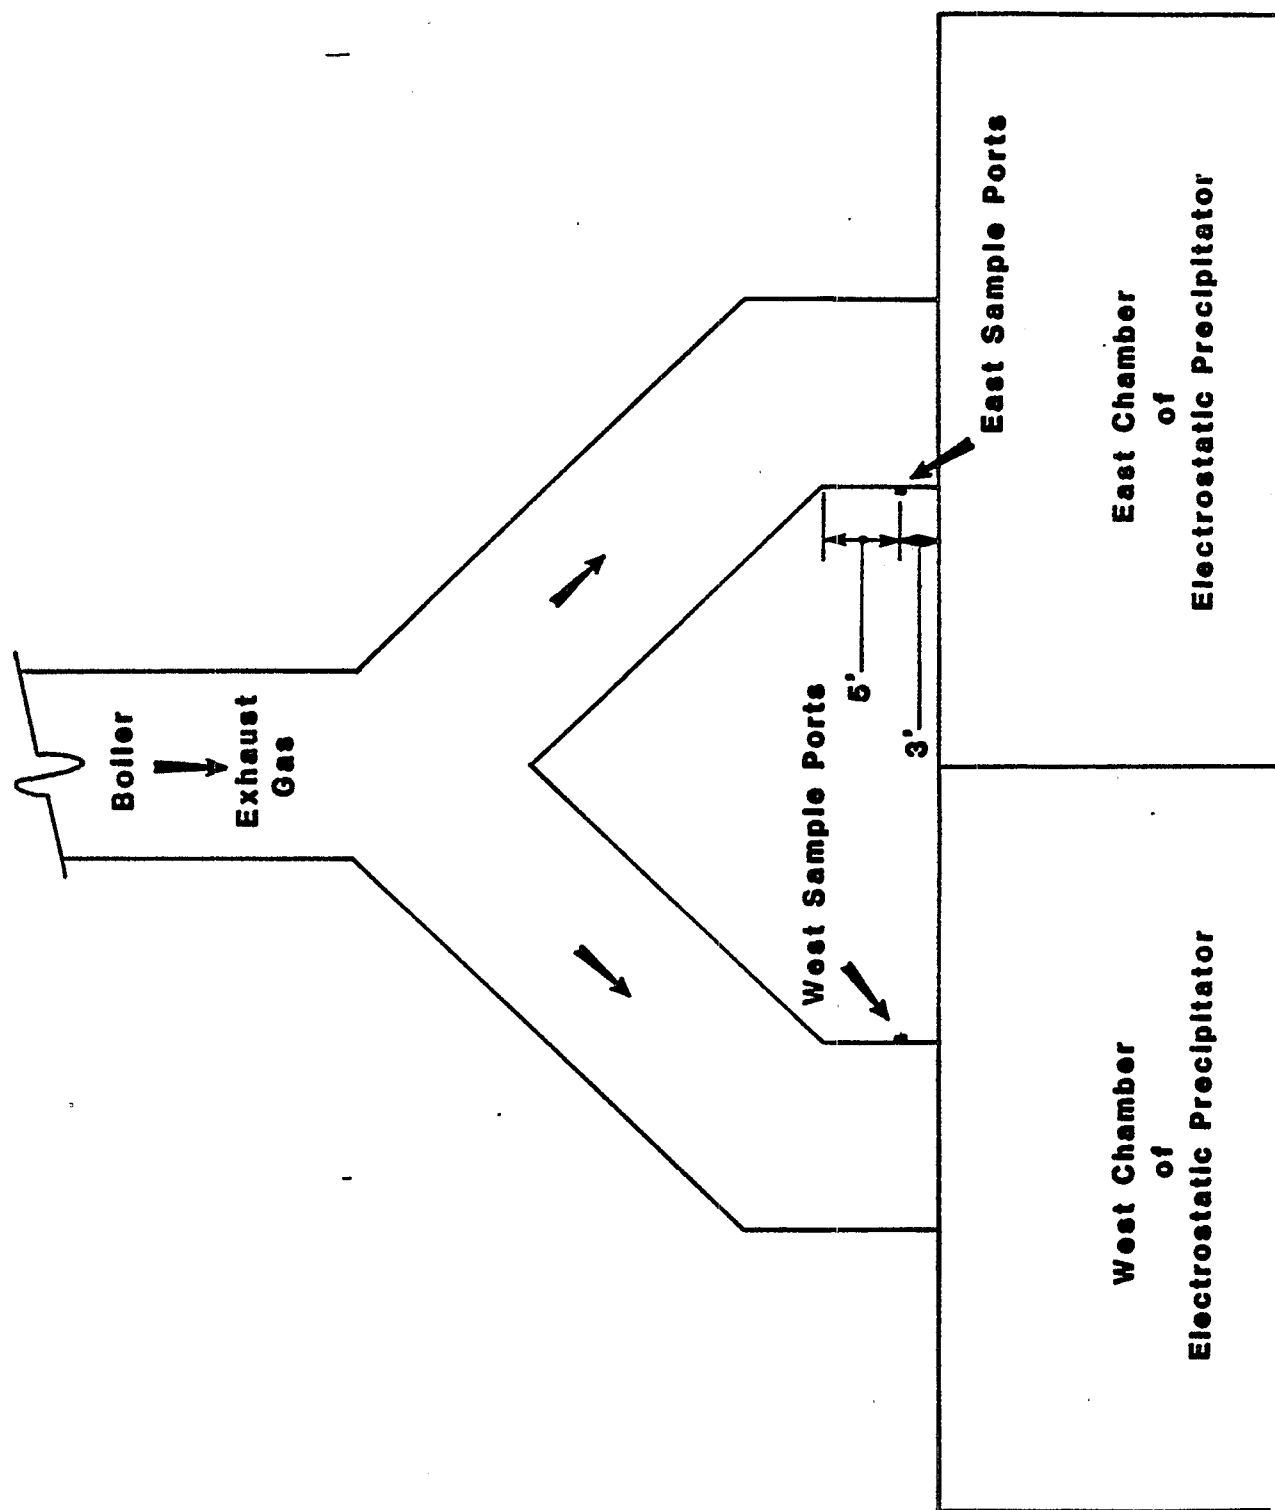 Boiler
Exhaust
Gas
West Sample Ports
5'
3'
East Sample Ports
West Chamber
of
Electrostatic Precipitator
East Chamber
of
Electrostatic Precipitator